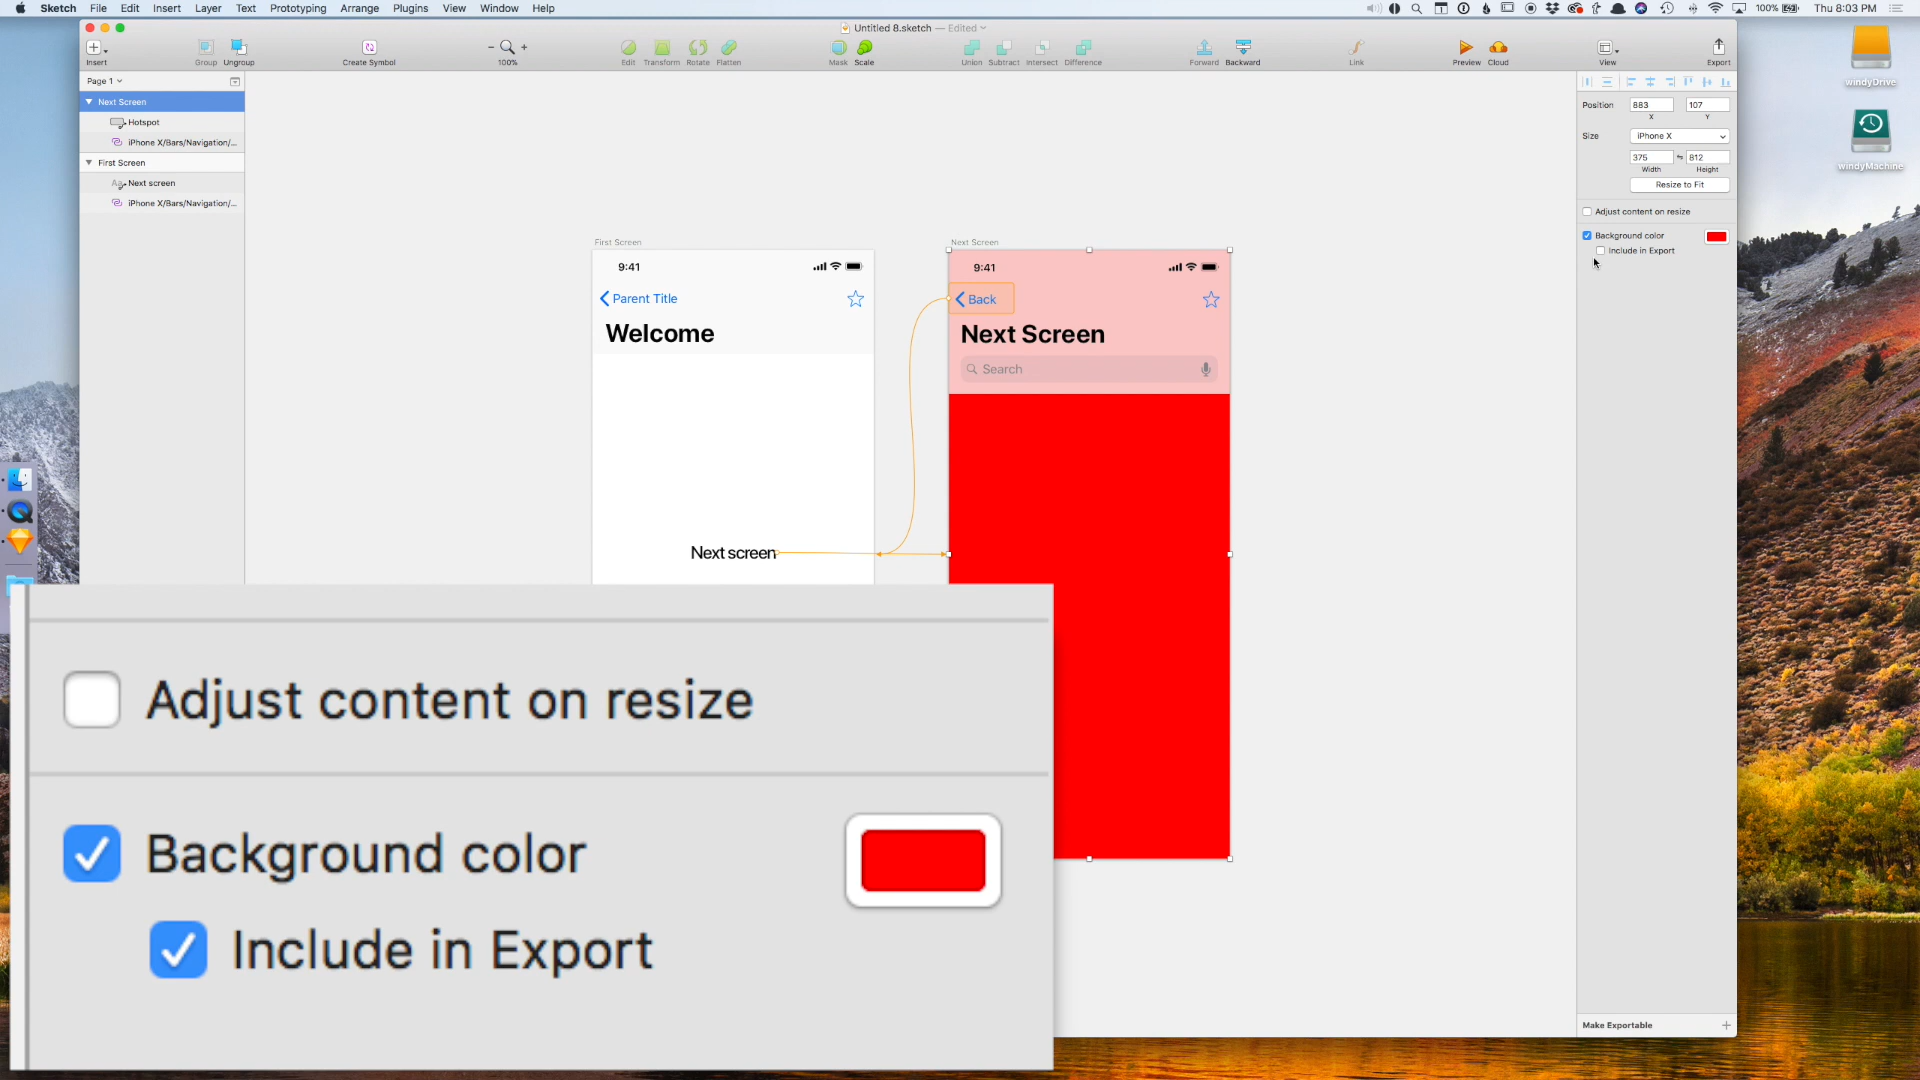 Sketch File Edit Insert Layer Text Prototyping Arrange Plugins View Window Help 100% Thu 8:03 PM
Untitled 8.sketch — Edited
Insert Group Ungroup Create Symbol 100% Edit Transform Rotate Flatten Mask Scale Union Subtract Intersect Difference Forward Backward Link Preview Cloud View Export
windyDrive
windyMachine
Page 1
Next Screen
Hotspot
iPhone X/Bars/Navigation/...
First Screen
Next screen
iPhone X/Bars/Navigation/...
First Screen
9:41
Parent Title
Welcome
Next screen
Next Screen
9:41
Back
Next Screen
Search
Position 883 107
X Y
Size iPhone X
375 812
Width Height
Resize to Fit
Adjust content on resize
Background color
Include in Export
Make Exportable
Adjust content on resize
Background color
Include in Export